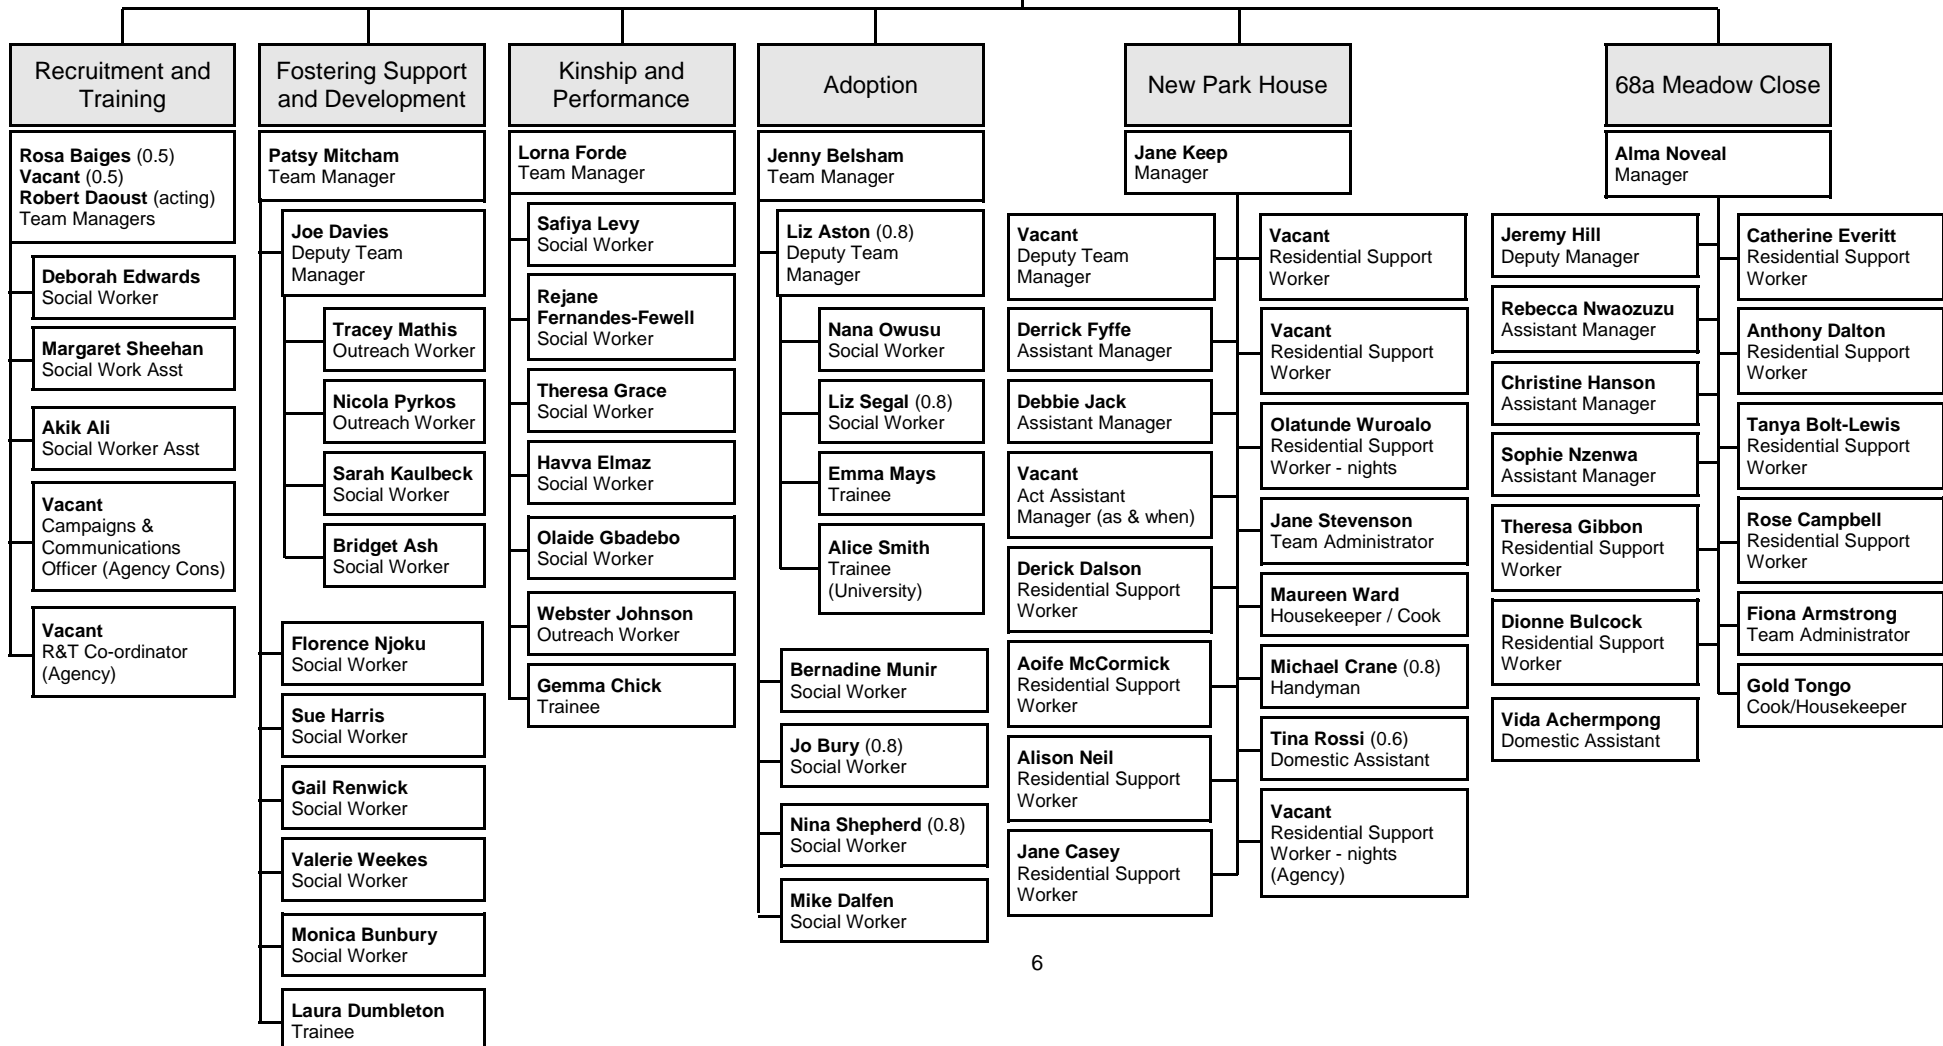 Recruitment and
Training
Rosa Baiges (0.5)
Vacant (0.5)
Robert Daoust (acting)
Team Managers
Deborah Edwards
Social Worker
Margaret Sheehan
Social Work Asst
Akik Ali
Social Worker Asst
Vacant
Campaigns &
Communications
Officer (Agency Cons)
Vacant
R&T Co-ordinator
(Agency)
Fostering Support
and Development
Patsy Mitcham
Team Manager
Joe Davies
Deputy Team
Manager
Tracey Mathis
Outreach Worker
Nicola Pyrkos
Outreach Worker
Sarah Kaulbeck
Social Worker
Bridget Ash
Social Worker
Florence Njoku
Social Worker
Sue Harris
Social Worker
Gail Renwick
Social Worker
Valerie Weekes
Social Worker
Monica Bunbury
Social Worker
Laura Dumbleton
Trainee
Kinship and
Performance
Lorna Forde
Team Manager
Safiya Levy
Social Worker
Rejane
Fernandes-Fewell
Social Worker
Theresa Grace
Social Worker
Havva Elmaz
Social Worker
Olaide Gbadebo
Social Worker
Webster Johnson
Outreach Worker
Gemma Chick
Trainee
Adoption
Jenny Belsham
Team Manager
Liz Aston (0.8)
Deputy Team
Manager
Nana Owusu
Social Worker
Liz Segal (0.8)
Social Worker
Emma Mays
Trainee
Alice Smith
Trainee
(University)
Bernadine Munir
Social Worker
Jo Bury (0.8)
Social Worker
Nina Shepherd (0.8)
Social Worker
Mike Dalfen
Social Worker
New Park House
Jane Keep
Manager
Vacant
Deputy Team
Manager
Derrick Fyffe
Assistant Manager
Debbie Jack
Assistant Manager
Vacant
Act Assistant
Manager (as & when)
Derick Dalson
Residential Support
Worker
Aoife McCormick
Residential Support
Worker
Alison Neil
Residential Support
Worker
Jane Casey
Residential Support
Worker
Vacant
Residential Support
Worker
Vacant
Residential Support
Worker
Olatunde Wuroalo
Residential Support
Worker - nights
Jane Stevenson
Team Administrator
Maureen Ward
Housekeeper / Cook
Michael Crane (0.8)
Handyman
Tina Rossi (0.6)
Domestic Assistant
Vacant
Residential Support
Worker - nights
(Agency)
68a Meadow Close
Alma Noveal
Manager
Jeremy Hill
Deputy Manager
Rebecca Nwaozuzu
Assistant Manager
Christine Hanson
Assistant Manager
Sophie Nzenwa
Assistant Manager
Theresa Gibbon
Residential Support
Worker
Dionne Bulcock
Residential Support
Worker
Vida Achermpong
Domestic Assistant
Catherine Everitt
Residential Support
Worker
Anthony Dalton
Residential Support
Worker
Tanya Bolt-Lewis
Residential Support
Worker
Rose Campbell
Residential Support
Worker
Fiona Armstrong
Team Administrator
Gold Tongo
Cook/Housekeeper
6